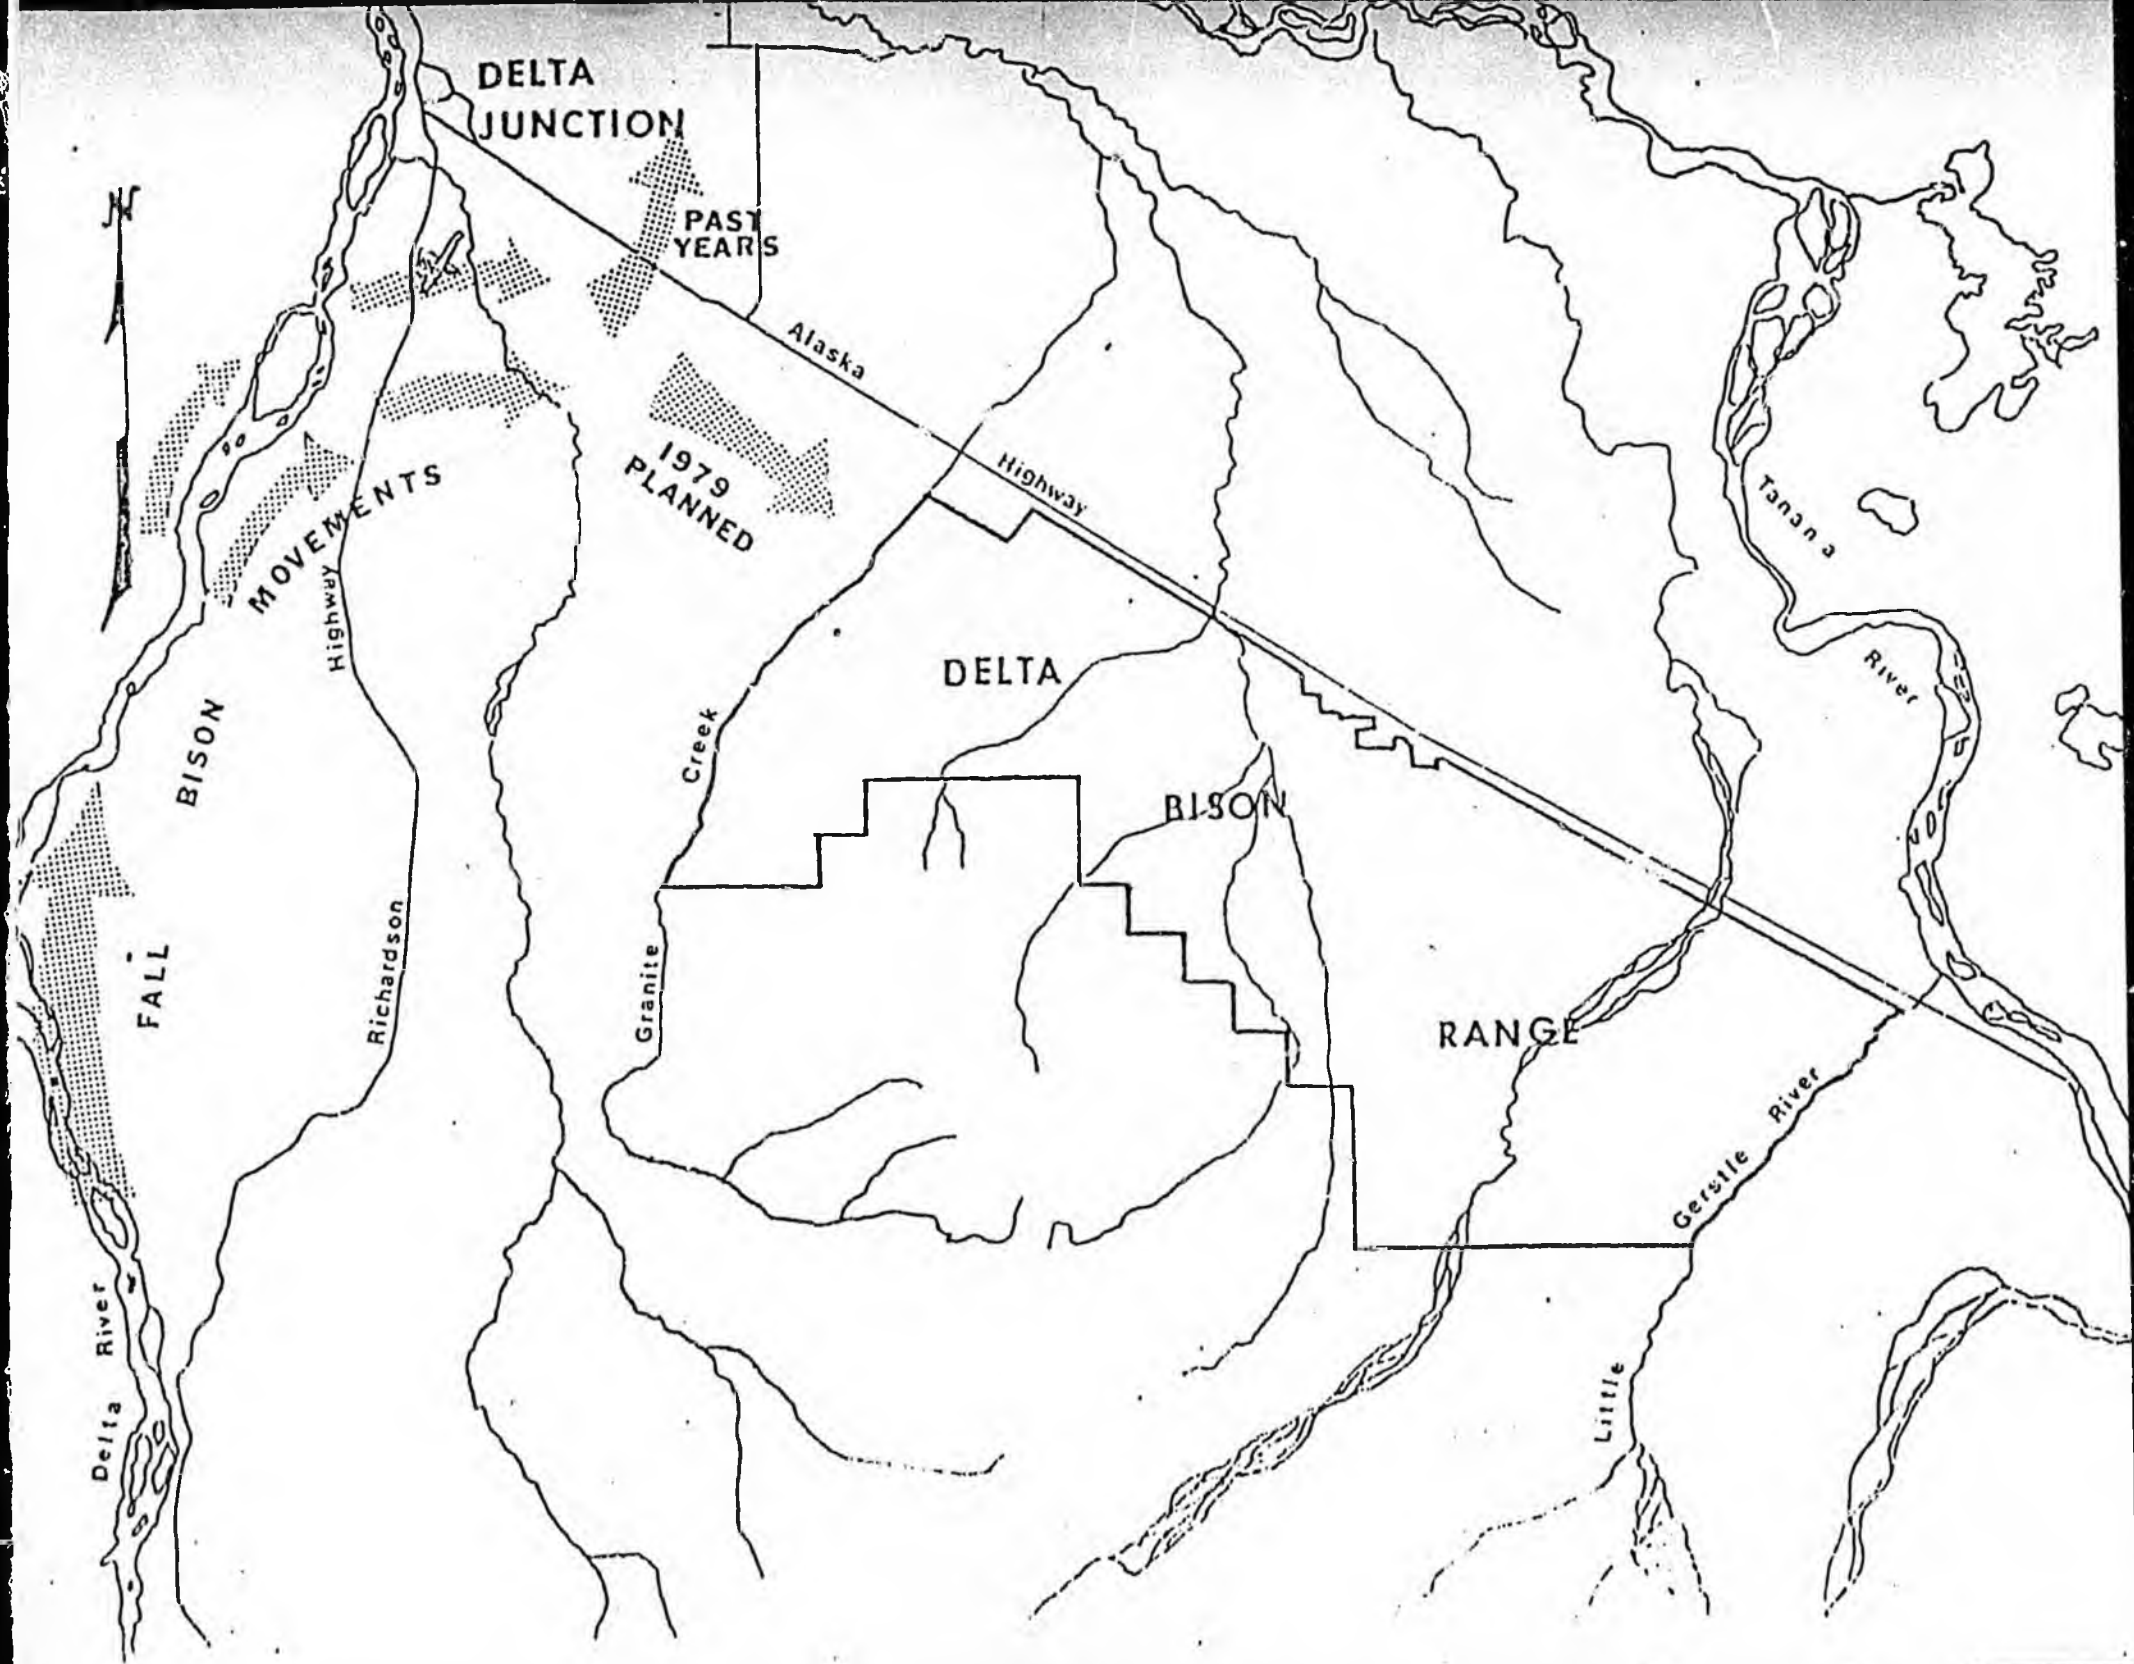 DELTA
JUNCTION
N
PAST
YEARS
Alaska
Highway
1979
PLANNED
FALL BISON MOVEMENTS
Richardson Highway
Granite Creek
DELTA
BISON
RANGE
Tanana River
Little Gerstle River
Delta River